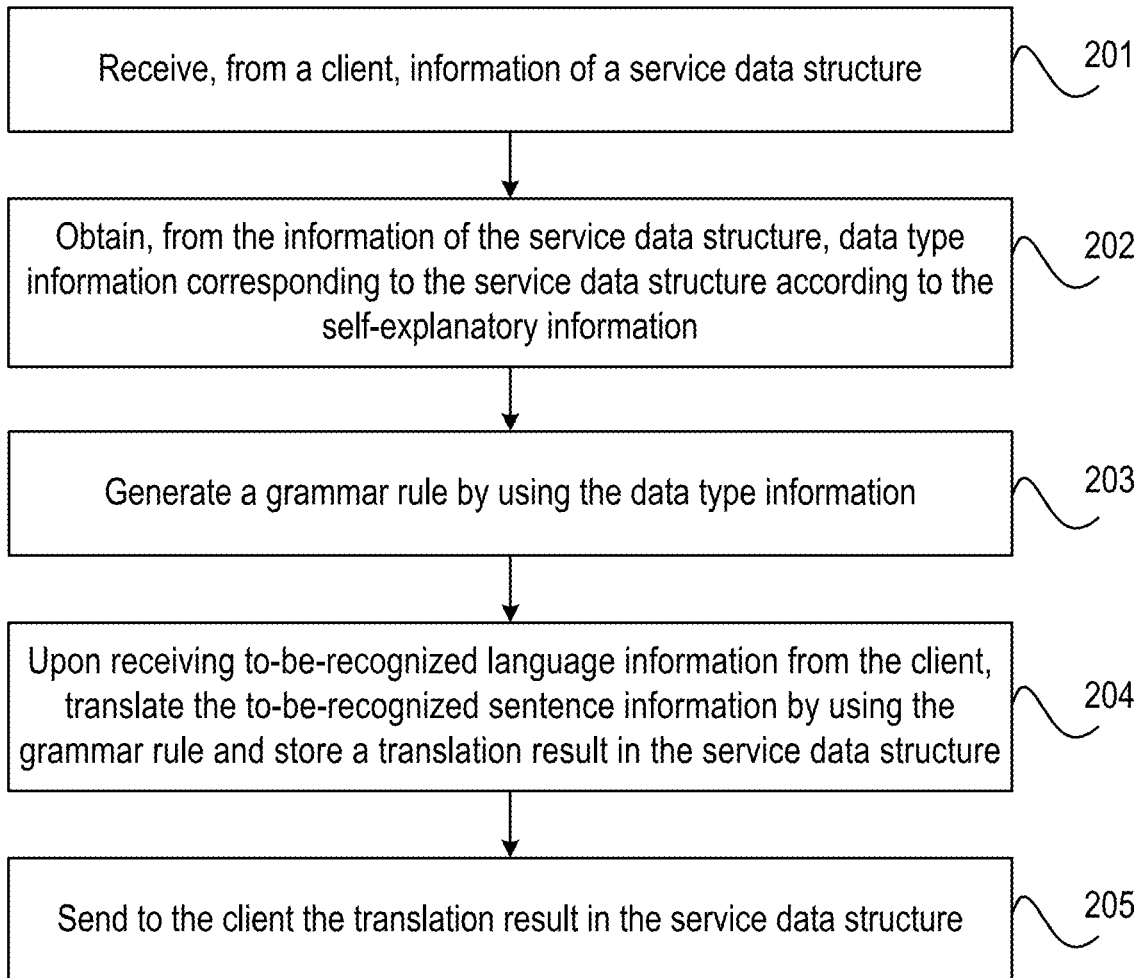 Receive, from a client, information of a service data structure
201
Obtain, from the information of the service data structure, data type
information corresponding to the service data structure according to the
self-explanatory information
202
Generate a grammar rule by using the data type information
203
Upon receiving to-be-recognized language information from the client,
translate the to-be-recognized sentence information by using the
grammar rule and store a translation result in the service data structure
204
Send to the client the translation result in the service data structure
205